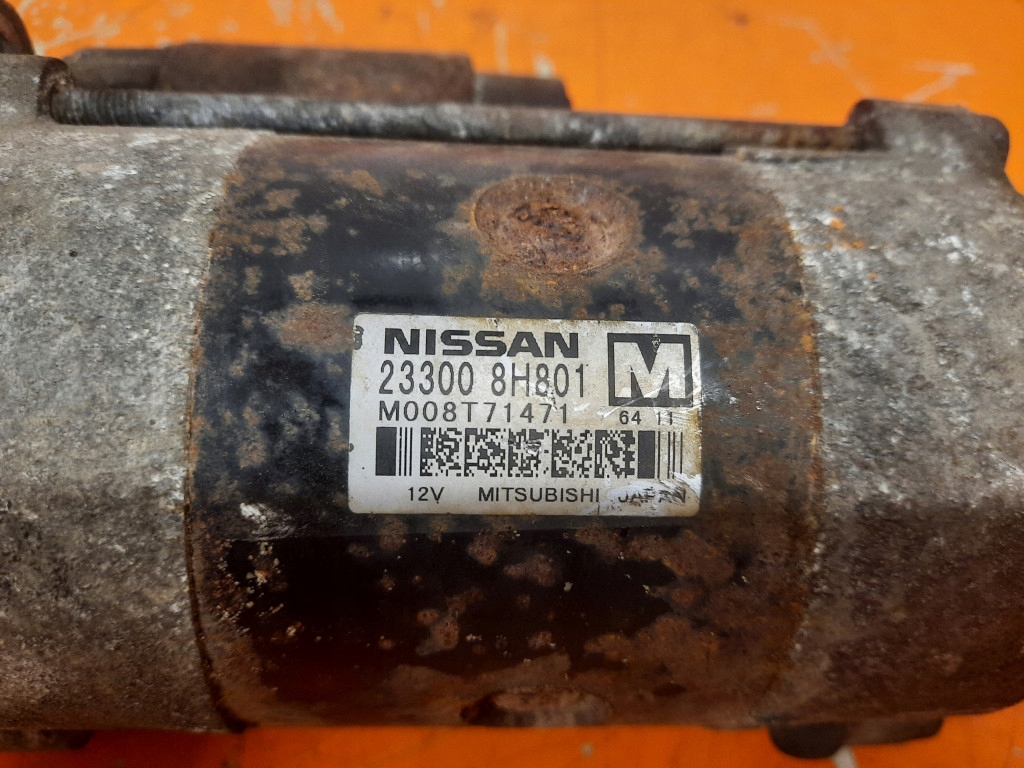 NISSAN M
23300 8H801
M008T71471 64 11
12V MITSUBISHI JAPAN